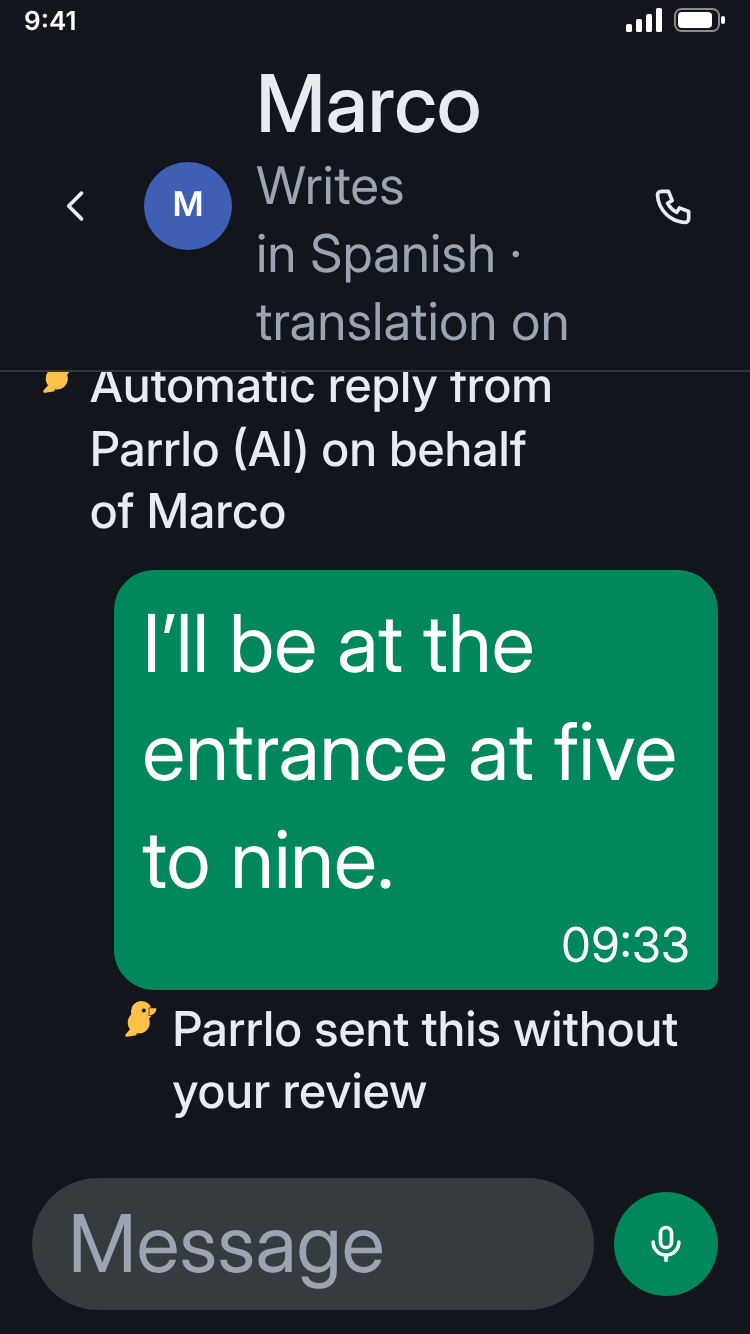 9:41
Marco
M
Writes
in Spanish ·
translation on
Automatic reply from
Parrlo (AI) on behalf
of Marco
I’ll be at the
entrance at five
to nine.
09:33
Parrlo sent this without
your review
Message